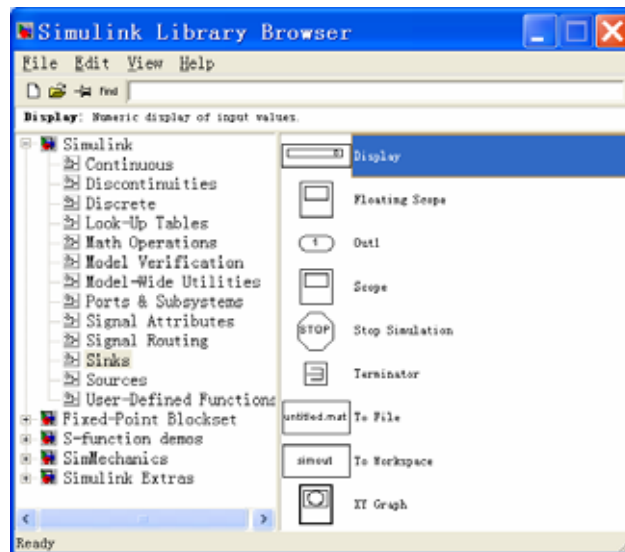 Simulink Library Browser
File Edit View Help
find
Display: Numeric display of input values.
Simulink
Continuous
Discontinuities
Discrete
Look-Up Tables
Math Operations
Model Verification
Model-Wide Utilities
Ports & Subsystems
Signal Attributes
Signal Routing
Sinks
Sources
User-Defined Functions
Fixed-Point Blockset
S-function demos
SimMechanics
Simulink Extras
0 Display
Floating Scope
1 Out1
Scope
STOP Stop Simulation
Terminator
untitled.mat To File
simout To Workspace
XY Graph
Ready